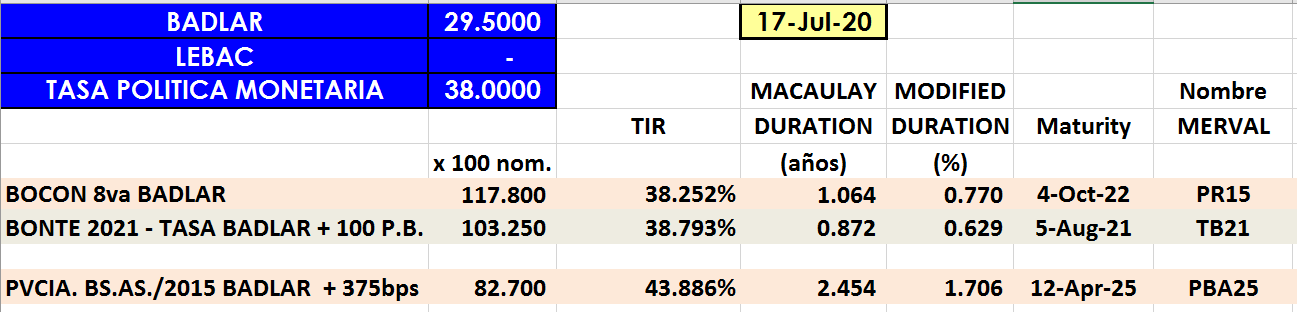 BADLAR 29.5000 17-Jul-20
LEBAC -
TASA POLITICA MONETARIA 38.0000 MACAULAY MODIFIED Nombre
TIR DURATION DURATION Maturity MERVAL
x 100 nom. (años) (%)
BOCON 8va BADLAR 117.800 38.252% 1.064 0.770 4-Oct-22 PR15
BONTE 2021 - TASA BADLAR + 100 P.B. 103.250 38.793% 0.872 0.629 5-Aug-21 TB21
PVCIA. BS.AS./2015 BADLAR + 375bps 82.700 43.886% 2.454 1.706 12-Apr-25 PBA25